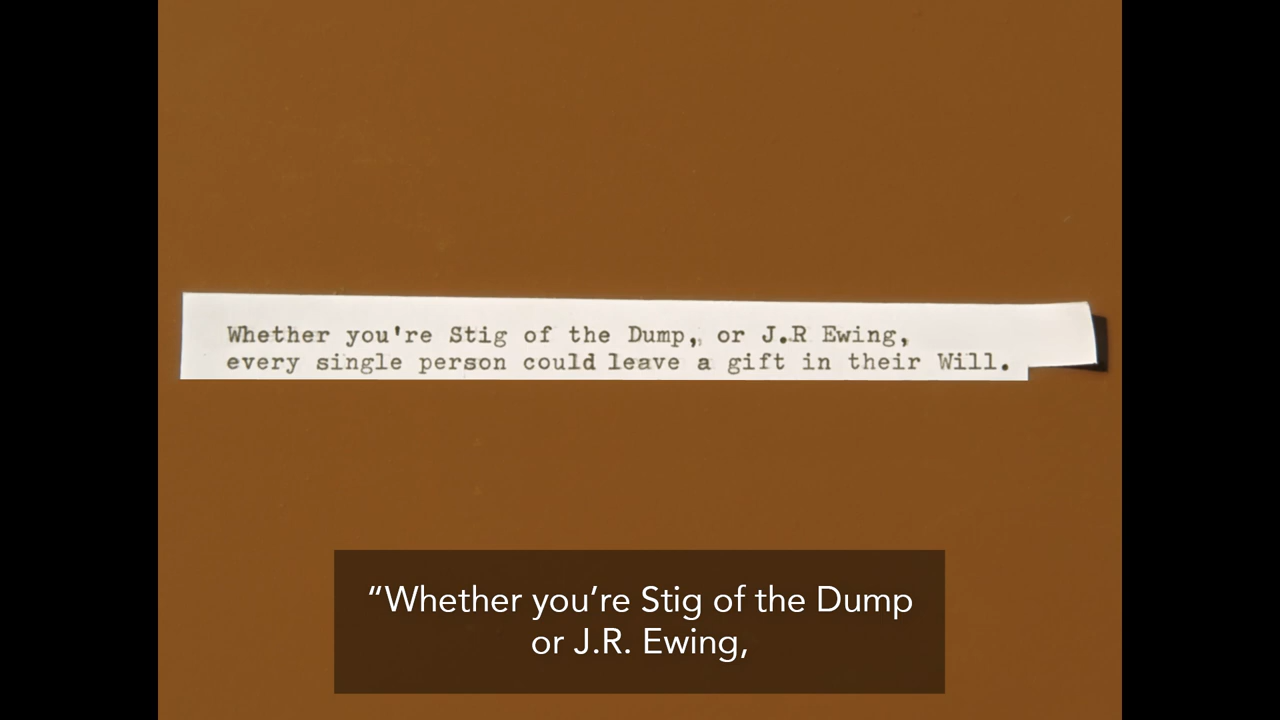 Whether you're Stig of the Dump, or J.R Ewing,
every single person could leave a gift in their Will.
“Whether you’re Stig of the Dump
or J.R. Ewing,